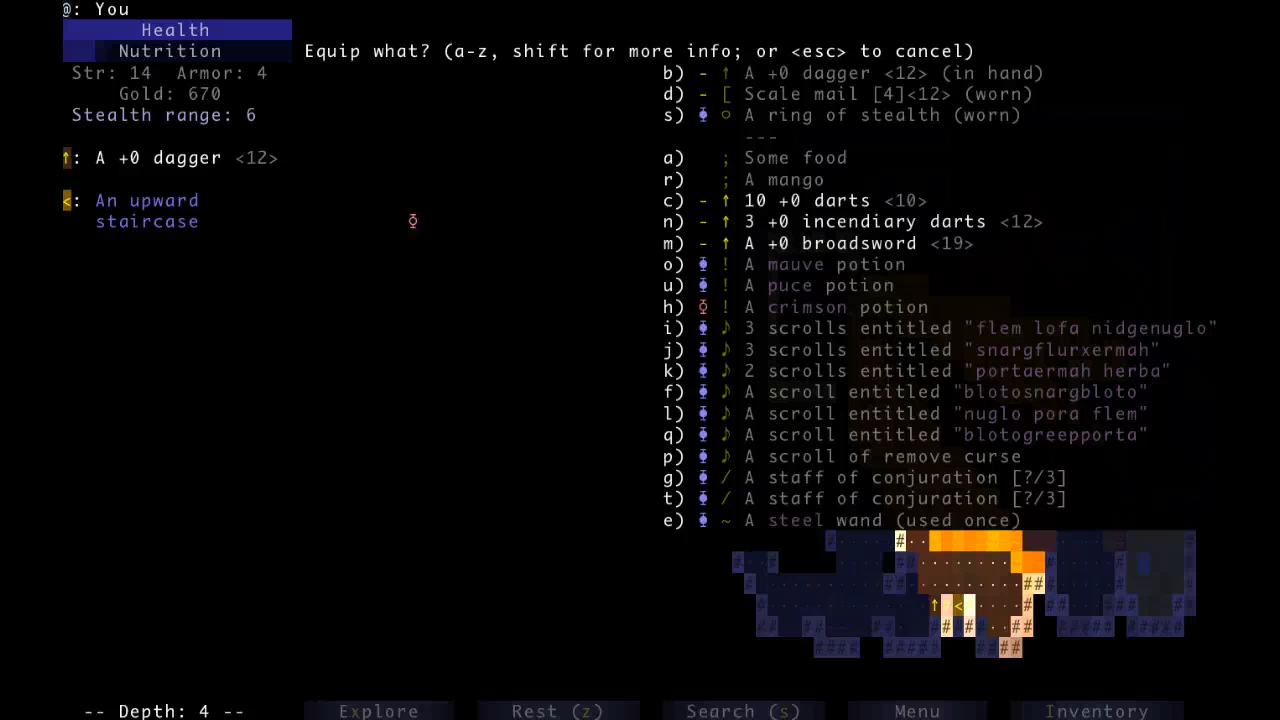 @: You
Health
Nutrition
Str: 14  Armor: 4
Gold: 670
Stealth range: 6
↑: A +0 dagger <12>
<: An upward
staircase
Equip what? (a-z, shift for more info; or <esc> to cancel)
b) - ↑ A +0 dagger <12> (in hand)
d) - [ Scale mail [4]<12> (worn)
s) ○ A ring of stealth (worn)
---
a) ; Some food
r) ; A mango
c) - ↑ 10 +0 darts <10>
n) - ↑ 3 +0 incendiary darts <12>
m) - ↑ A +0 broadsword <19>
o) ! A mauve potion
u) ! A puce potion
h) ! A crimson potion
i) ♪ 3 scrolls entitled "flem lofa nidgenuglo"
j) ♪ 3 scrolls entitled "snargflurxermah"
k) ♪ 2 scrolls entitled "portaermah herba"
f) ♪ A scroll entitled "blotosnargbloto"
l) ♪ A scroll entitled "nuglo pora flem"
q) ♪ A scroll entitled "blotogreepporta"
p) ♪ A scroll of remove curse
g) / A staff of conjuration [?/3]
t) / A staff of conjuration [?/3]
e) ~ A steel wand (used once)
-- Depth: 4 --
Explore
Rest (z)
Search (s)
Menu
Inventory